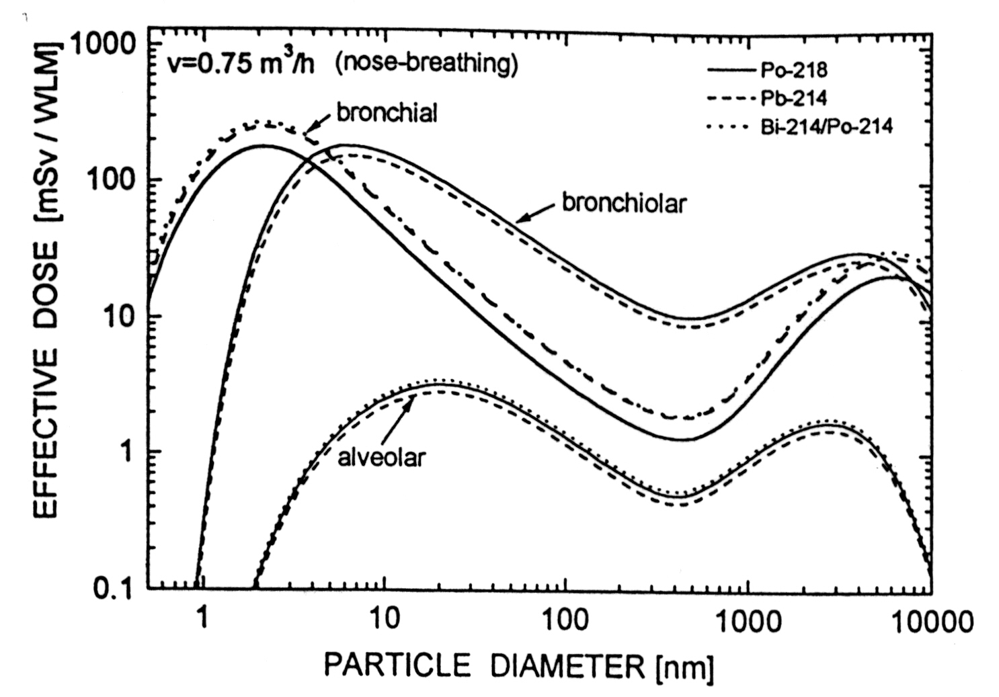 1000
100
10
1
0.1
EFFECTIVE DOSE [mSv / WLM]
v=0.75 m³/h (nose-breathing)
Po-218
Pb-214
Bi-214/Po-214
bronchial
bronchiolar
alveolar
1 10 100 1000 10000
PARTICLE DIAMETER [nm]